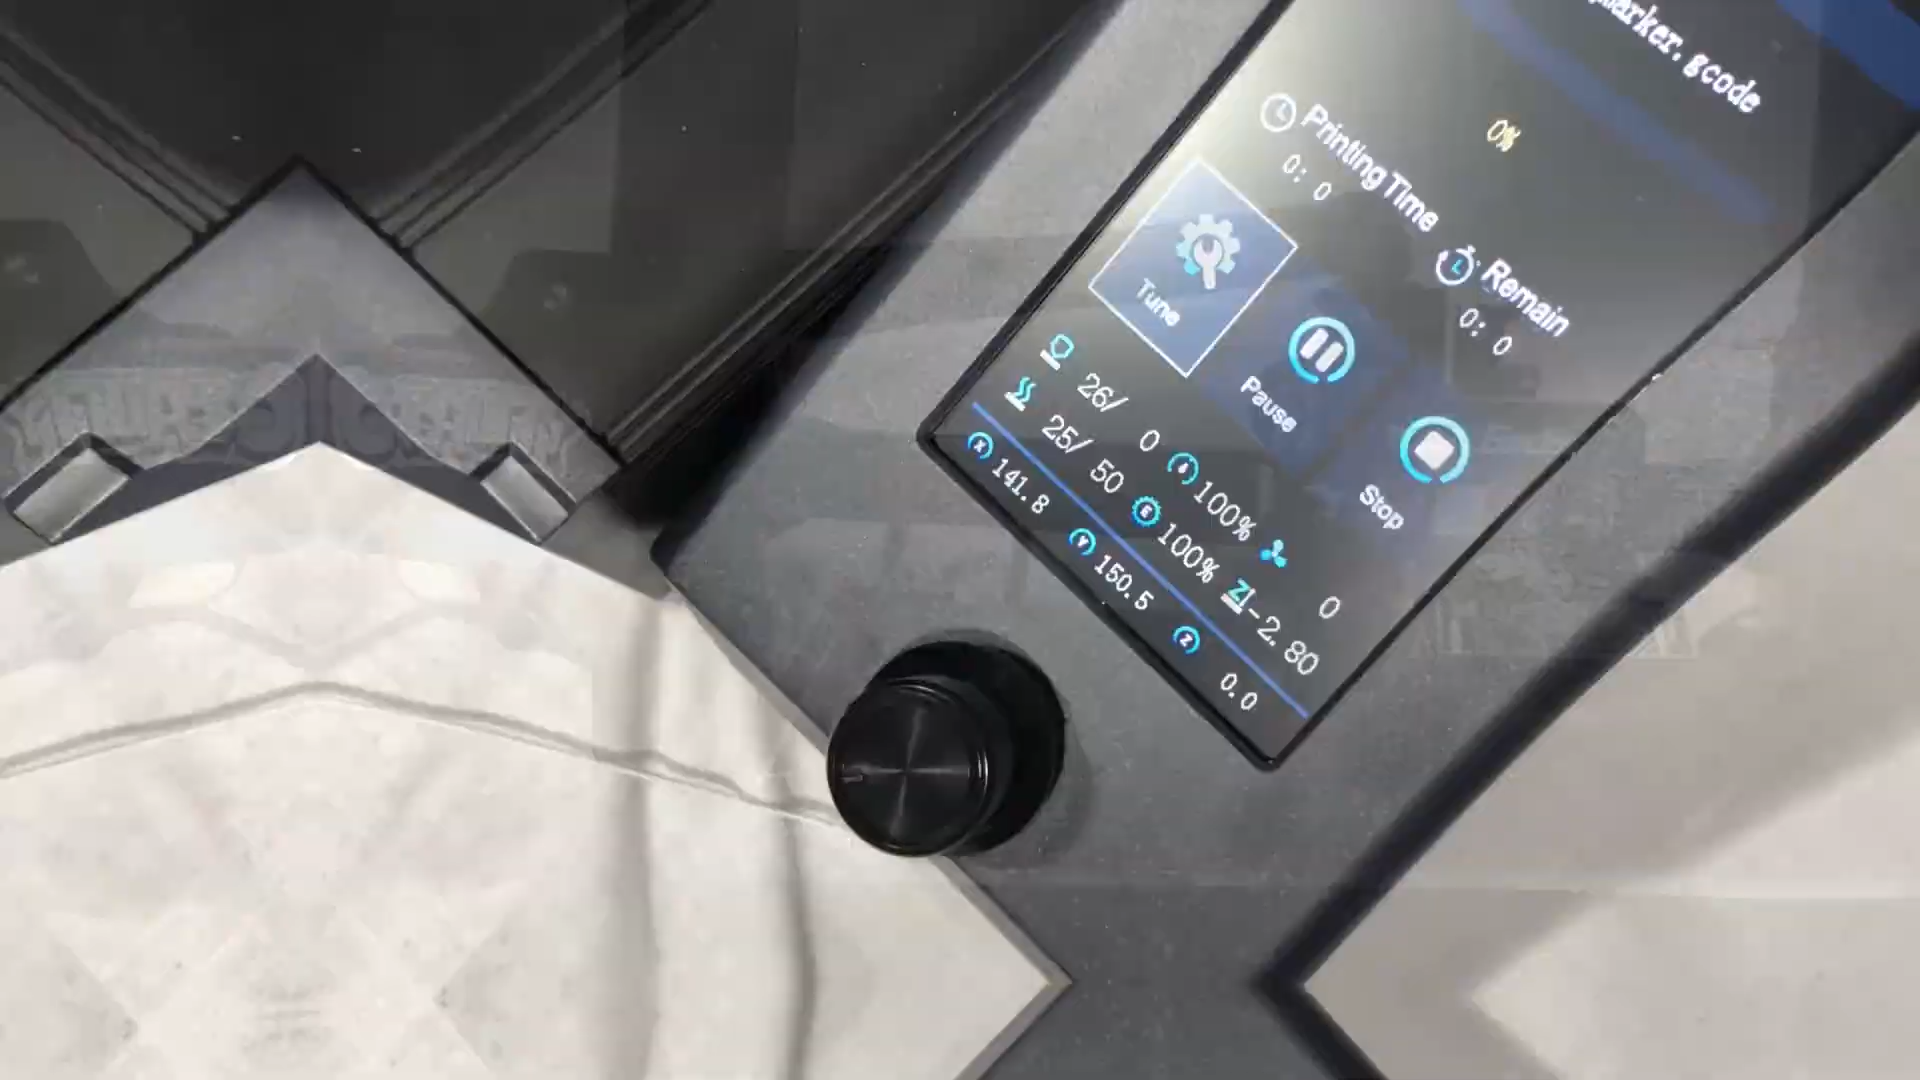 marker.gcode
0%
Printing Time
0: 0
Remain
0: 0
Tune
Pause
Stop
26/ 0
100%
0
25/ 50
E 100%
Z -2.80
X 141.8
Y 150.5
Z 0.0